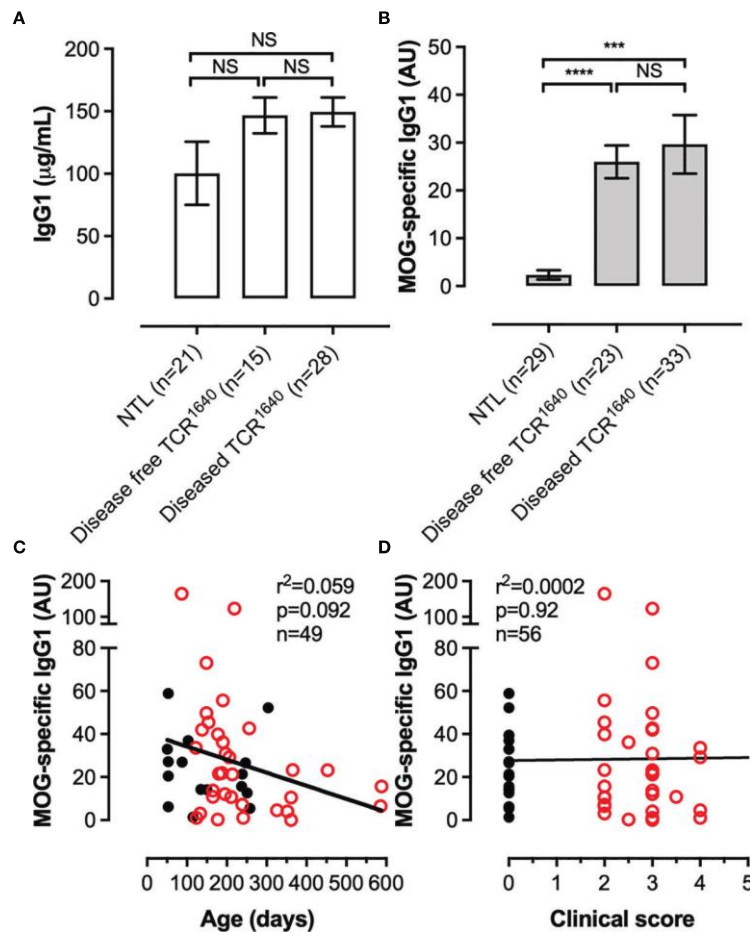 A
IgG1 (µg/mL)
200
150
100
50
0
NS
NS
NS
NTL (n=21)
Disease free TCR¹⁶⁴⁰ (n=15)
Diseased TCR¹⁶⁴⁰ (n=28)
B
MOG-specific IgG1 (AU)
50
40
30
20
10
0
***
****
NS
NTL (n=29)
Disease free TCR¹⁶⁴⁰ (n=23)
Diseased TCR¹⁶⁴⁰ (n=33)
C
MOG-specific IgG1 (AU)
200
100
80
60
40
20
0
r²=0.059
p=0.092
n=49
0 100 200 300 400 500 600
Age (days)
D
MOG-specific IgG1 (AU)
200
100
80
60
40
20
0
r²=0.0002
p=0.92
n=56
0 1 2 3 4 5
Clinical score